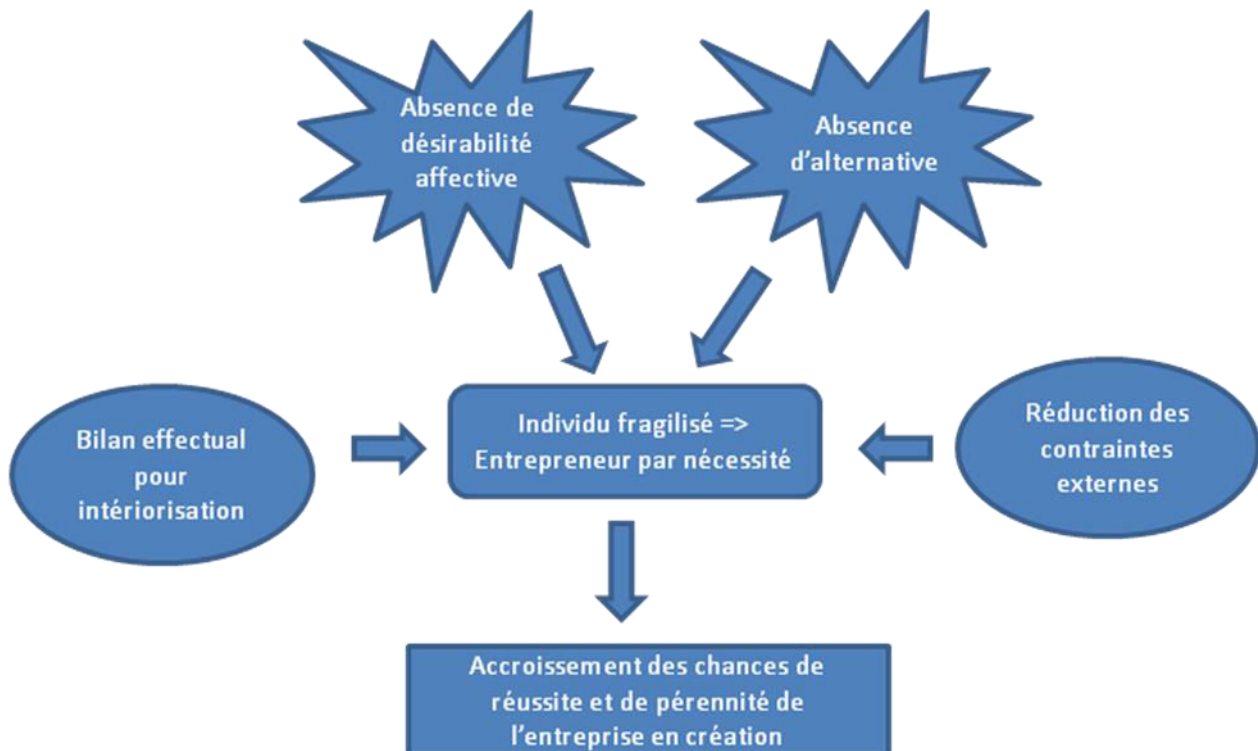 Absence de
désirabilité
affective
Absence
d'alternative
Bilan effectual
pour
intériorisation
Individu fragilisé =>
Entrepreneur par nécessité
Réduction des
contraintes
externes
Accroissement des chances de
réussite et de pérennité de
l'entreprise en création